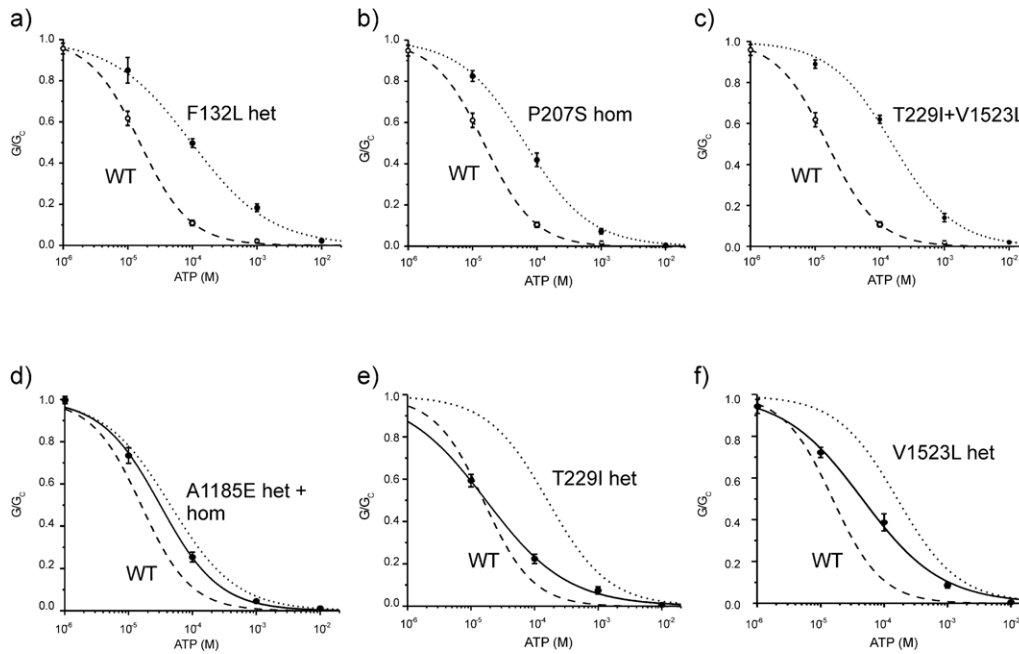 a)
G/GC
1.0
0.8
0.6
0.4
0.2
0.0
F132L het
WT
10-6 10-5 10-4 10-3 10-2
ATP (M)
b)
G/GC
1.0
0.8
0.6
0.4
0.2
0.0
P207S hom
WT
10-6 10-5 10-4 10-3 10-2
ATP (M)
c)
G/GC
1.0
0.8
0.6
0.4
0.2
0.0
T229I+V1523L
WT
10-6 10-5 10-4 10-3 10-2
ATP (M)
d)
G/GC
1.0
0.8
0.6
0.4
0.2
0.0
A1185E het +
hom
WT
10-6 10-5 10-4 10-3 10-2
ATP (M)
e)
G/GC
1.0
0.8
0.6
0.4
0.2
0.0
T229I het
WT
10-6 10-5 10-4 10-3 10-2
ATP (M)
f)
G/GC
1.0
0.8
0.6
0.4
0.2
0.0
V1523L het
WT
10-6 10-5 10-4 10-3 10-2
ATP (M)